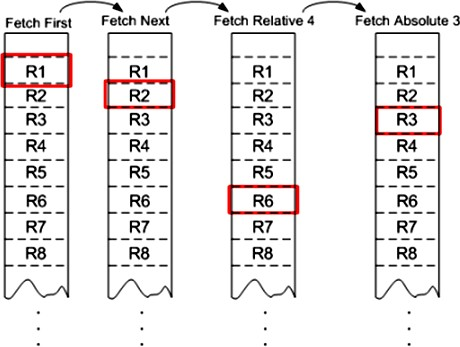 Fetch First Fetch Next Fetch Relative 4 Fetch Absolute 3
R1 R1 R1 R1
R2 R2 R2 R2
R3 R3 R3 R3
R4 R4 R4 R4
R5 R5 R5 R5
R6 R6 R6 R6
R7 R7 R7 R7
R8 R8 R8 R8